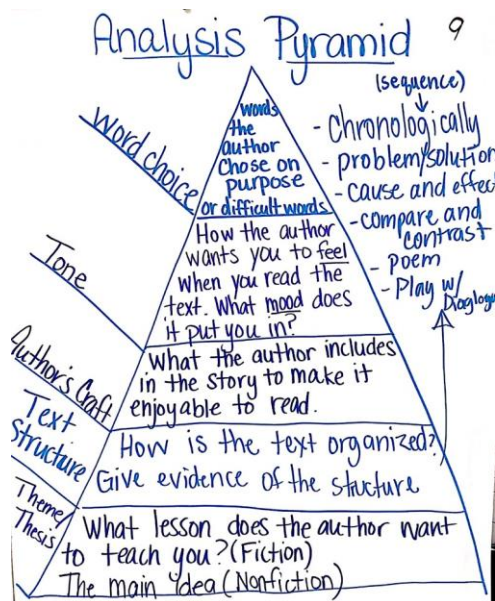 Analysis Pyramid
9
Word choice
words
the
author
chose on
purpose
or difficult words
Tone
How the author
wants you to feel
when you read the
text. What mood does
it put you in?
Author's Craft
What the author includes
in the story to make it
enjoyable to read.
Text
Structure
How is the text organized?
Give evidence of the stucture
Theme/
Thesis
What lesson does the author want
to teach you? (Fiction)
The main idea (Nonfiction)
(sequence)
- Chronologically
- problem/solution
- cause and effect
- compare and
contrast
- poem
- Play w/
Diaglogue